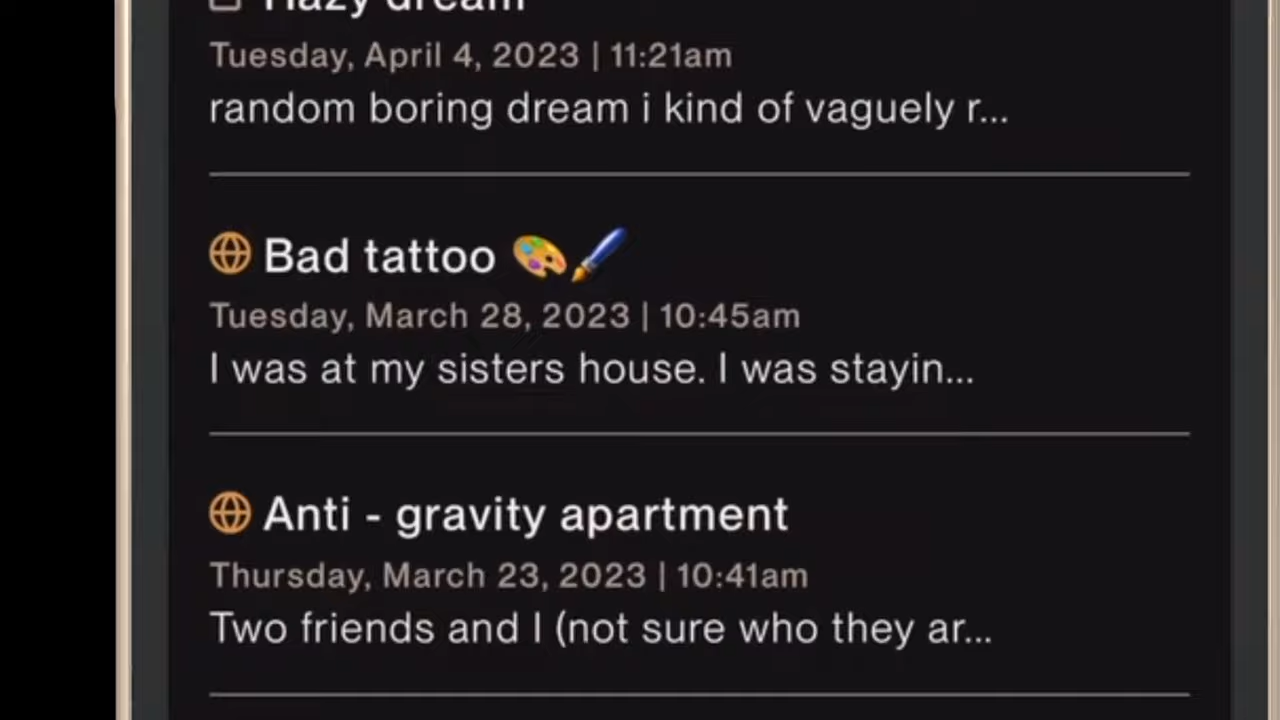 Hazy dream
Tuesday, April 4, 2023 | 11:21am
random boring dream i kind of vaguely r...
Bad tattoo 🎨🖌️
Tuesday, March 28, 2023 | 10:45am
I was at my sisters house. I was stayin...
Anti - gravity apartment
Thursday, March 23, 2023 | 10:41am
Two friends and I (not sure who they ar...